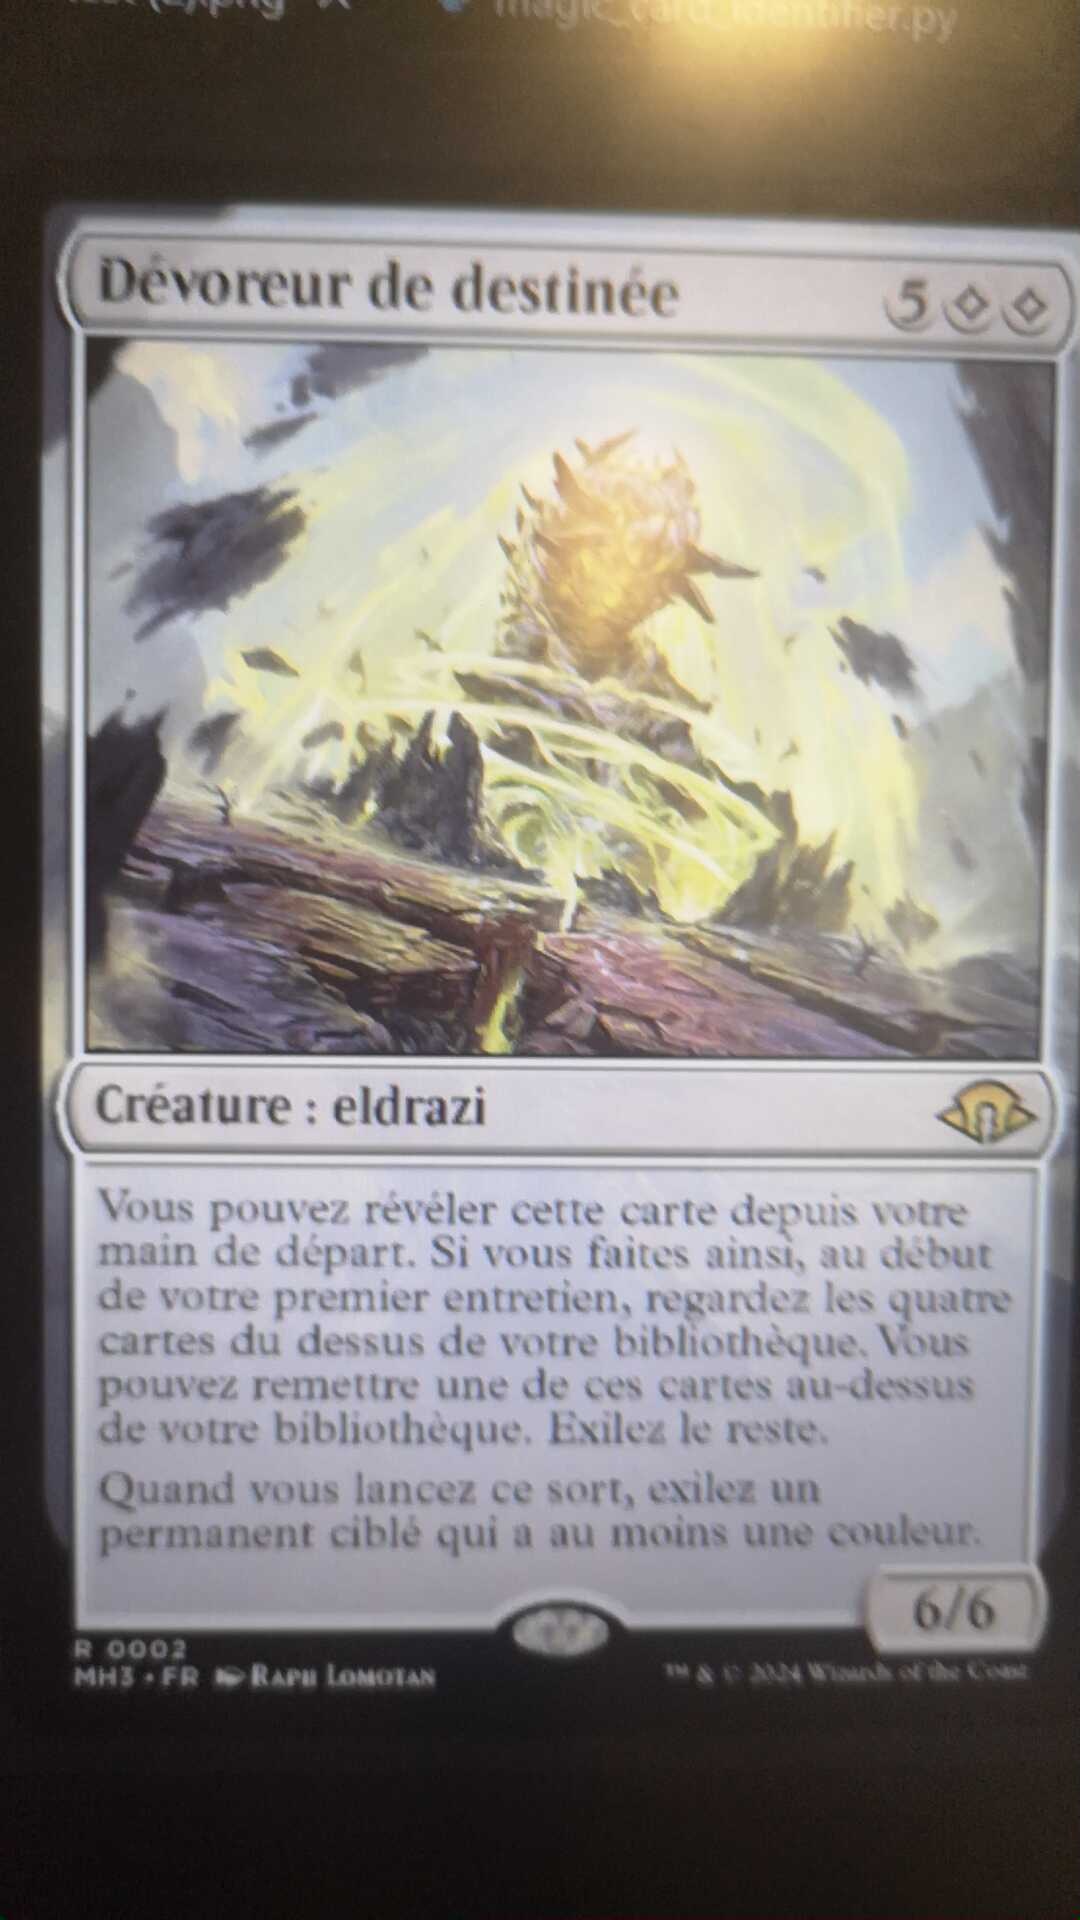 magic_card_identifier.py
Dévoreur de destinée
5
Créature : eldrazi
Vous pouvez révéler cette carte depuis votre
main de départ. Si vous faites ainsi, au début
de votre premier entretien, regardez les quatre
cartes du dessus de votre bibliothèque. Vous
pouvez remettre une de ces cartes au-dessus
de votre bibliothèque. Exilez le reste.
Quand vous lancez ce sort, exilez un
permanent ciblé qui a au moins une couleur.
6/6
R 0002
MH3 • FR RAPH LOMOTAN
™ & © 2024 Wizards of the Coast